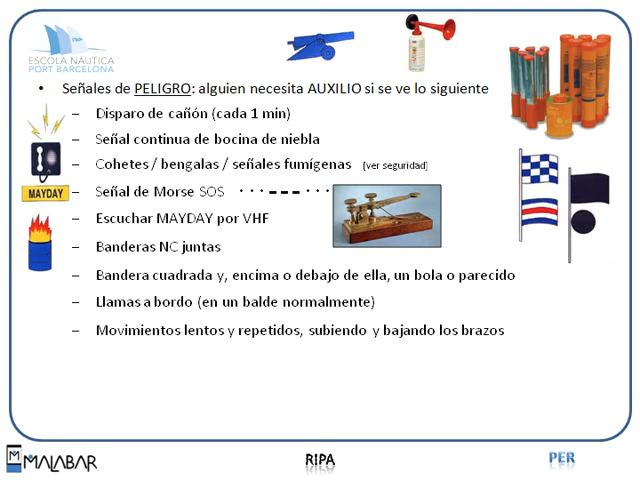 ESCOLA NÀUTICA
PORT BARCELONA
• Señales de PELIGRO: alguien necesita AUXILIO si se ve lo siguiente
– Disparo de cañón (cada 1 min)
– Señal continua de bocina de niebla
– Cohetes / bengalas / señales fumígenas (ver seguridad)
– Señal de Morse SOS · · · – – – · · ·
MAYDAY
– Escuchar MAYDAY por VHF
– Banderas NC juntas
– Bandera cuadrada y, encima o debajo de ella, un bola o parecido
– Llamas a bordo (en un balde normalmente)
– Movimientos lentos y repetidos, subiendo y bajando los brazos
MALABAR
RIPA
PER